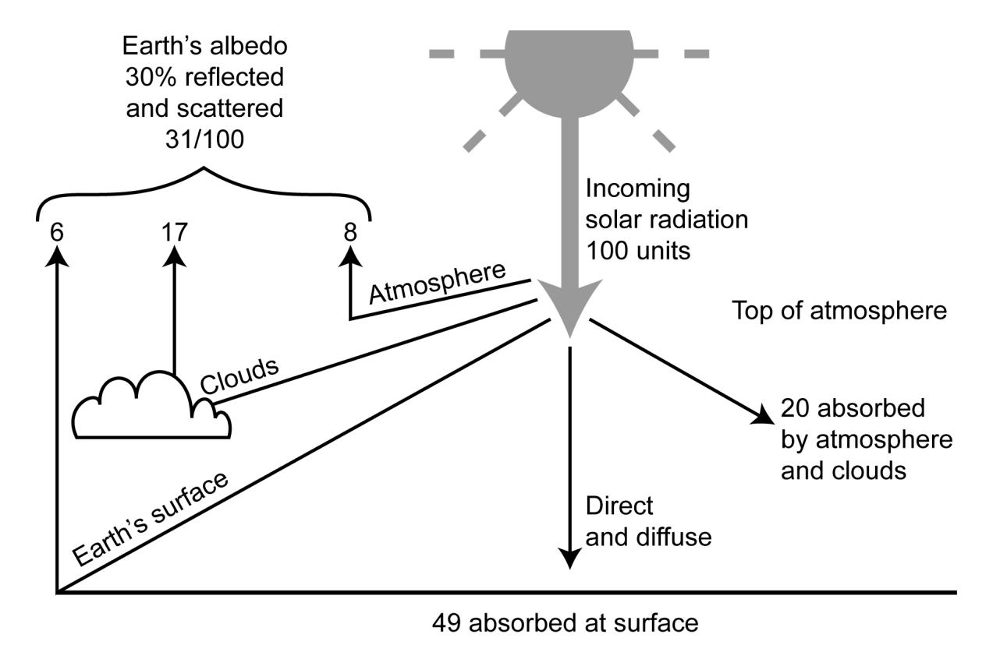 Earth’s albedo
30% reflected
and scattered
31/100
6
17
8
Incoming
solar radiation
100 units
Atmosphere
Top of atmosphere
Clouds
20 absorbed
by atmosphere
and clouds
Earth’s surface
Direct
and diffuse
49 absorbed at surface